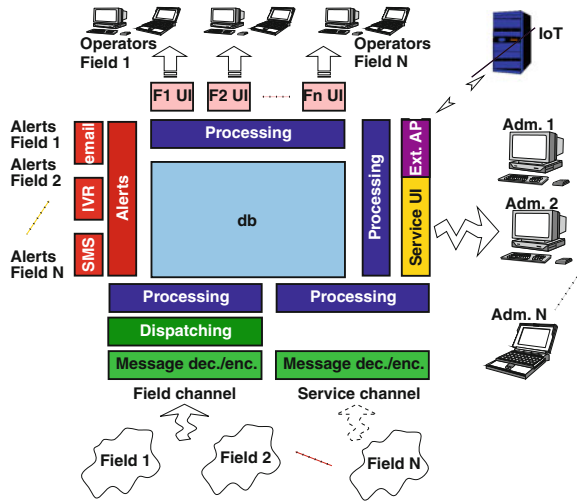 Operators
Field 1
Operators
Field N
IoT
F1 UI
F2 UI
Fn UI
Alerts
Field 1
Alerts
Field 2
Alerts
Field N
email
IVR
SMS
Alerts
Processing
db
Processing
Ext. AP
Service UI
Adm. 1
Adm. 2
Adm. N
Processing
Processing
Dispatching
Message dec./enc.
Message dec./enc.
Field channel
Service channel
Field 1
Field 2
Field N